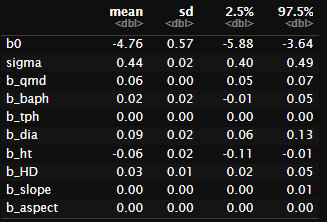 mean sd 2.5% 97.5%
<dbl> <dbl> <dbl> <dbl>
b0 -4.76 0.57 -5.88 -3.64
sigma 0.44 0.02 0.40 0.49
b_qmd 0.06 0.00 0.05 0.07
b_baph 0.02 0.02 -0.01 0.05
b_tph 0.00 0.00 0.00 0.00
b_dia 0.09 0.02 0.06 0.13
b_ht -0.06 0.02 -0.11 -0.01
b_HD 0.03 0.01 0.02 0.05
b_slope 0.00 0.00 0.00 0.01
b_aspect 0.00 0.00 0.00 0.00